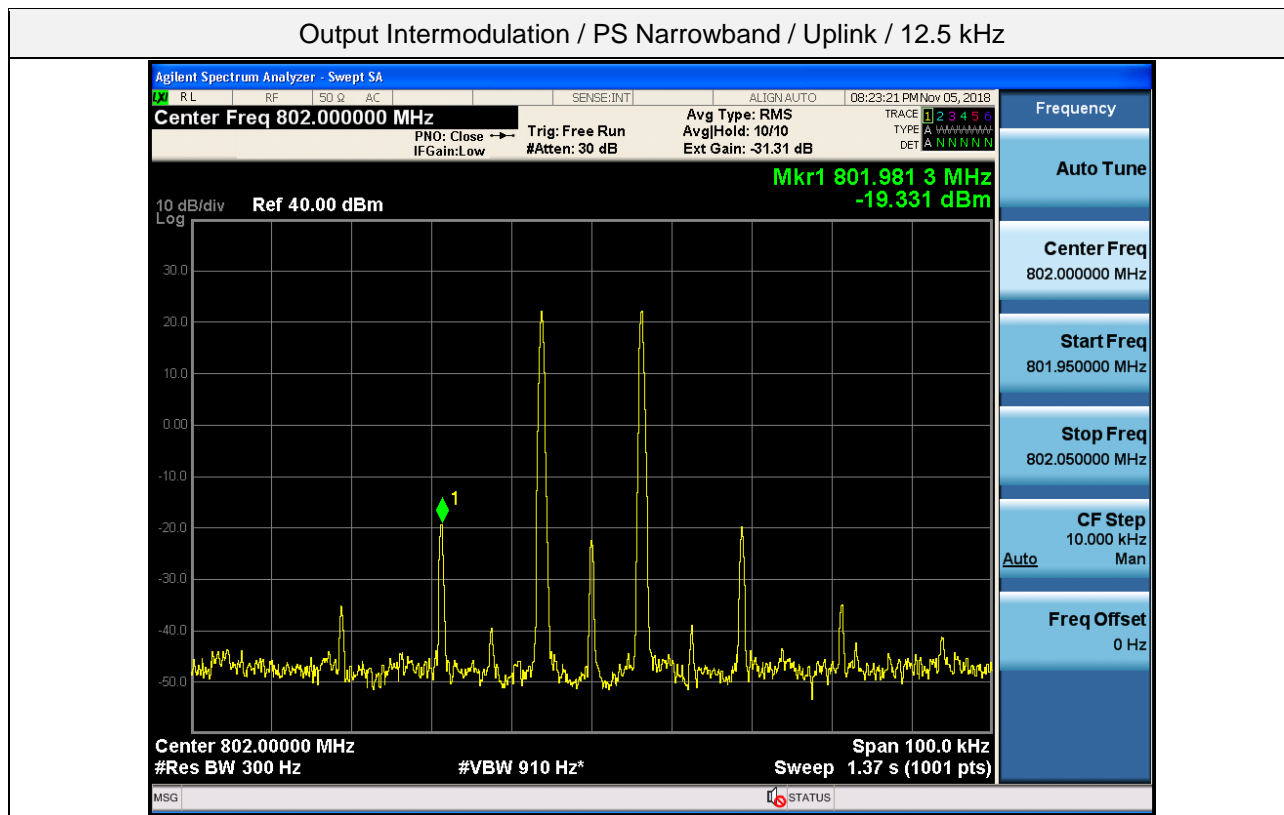 Output Intermodulation / PS Narrowband / Uplink / 12.5 kHz
Agilent Spectrum Analyzer - Swept SA
LXI RL RF 50 Ω AC SENSE:INT ALIGN AUTO 08:23:21 PM Nov 05, 2018
Center Freq 802.000000 MHz
PNO: Close
IFGain:Low
Trig: Free Run
#Atten: 30 dB
Avg Type: RMS
Avg|Hold: 10/10
Ext Gain: -31.31 dB
TRACE 1 2 3 4 5 6
TYPE A WWWWW
DET A N N N N N
Mkr1 801.981 3 MHz
-19.331 dBm
10 dB/div Ref 40.00 dBm
Log
30.0
20.0
10.0
0.00
-10.0
1
-20.0
-30.0
-40.0
-50.0
Center 802.00000 MHz Span 100.0 kHz
#Res BW 300 Hz #VBW 910 Hz* Sweep 1.37 s (1001 pts)
MSG STATUS
Frequency
Auto Tune
Center Freq
802.000000 MHz
Start Freq
801.950000 MHz
Stop Freq
802.050000 MHz
CF Step
10.000 kHz
Auto Man
Freq Offset
0 Hz